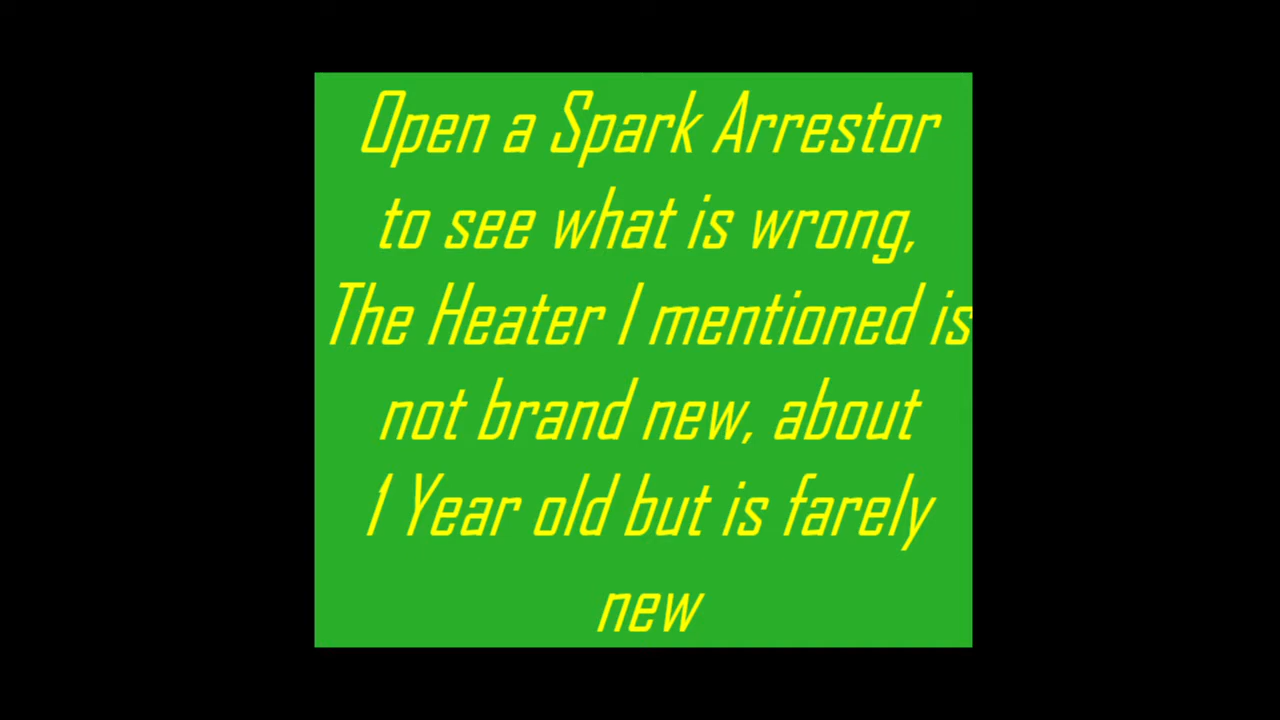 Open a Spark Arrestor
to see what is wrong,
The Heater I mentioned is
not brand new, about
1 Year old but is farely
new